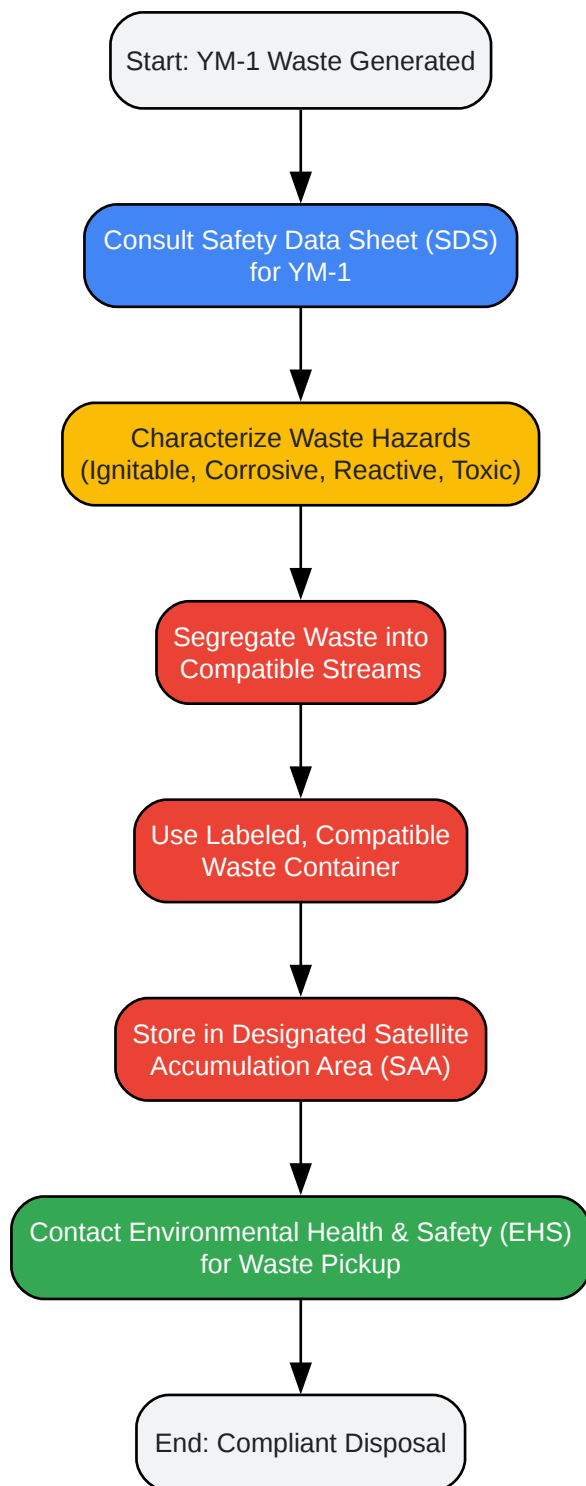 Start: YM-1 Waste Generated
Consult Safety Data Sheet (SDS)
for YM-1
Characterize Waste Hazards
(Ignitable, Corrosive, Reactive, Toxic)
Segregate Waste into
Compatible Streams
Use Labeled, Compatible
Waste Container
Store in Designated Satellite
Accumulation Area (SAA)
Contact Environmental Health & Safety (EHS)
for Waste Pickup
End: Compliant Disposal